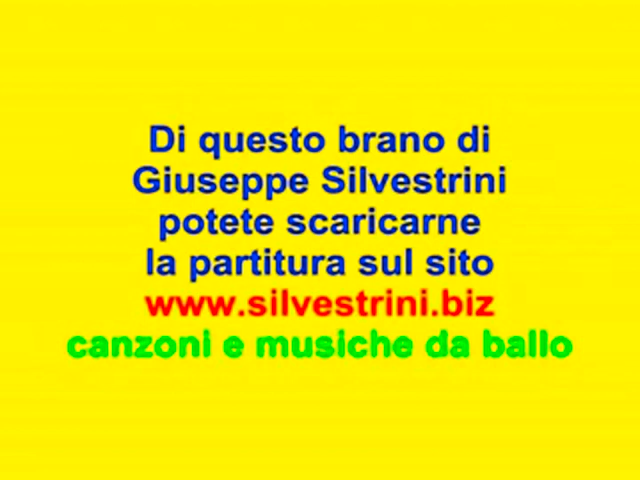 Di questo brano di
Giuseppe Silvestrini
potete scaricarne
la partitura sul sito
www.silvestrini.biz
canzoni e musiche da ballo